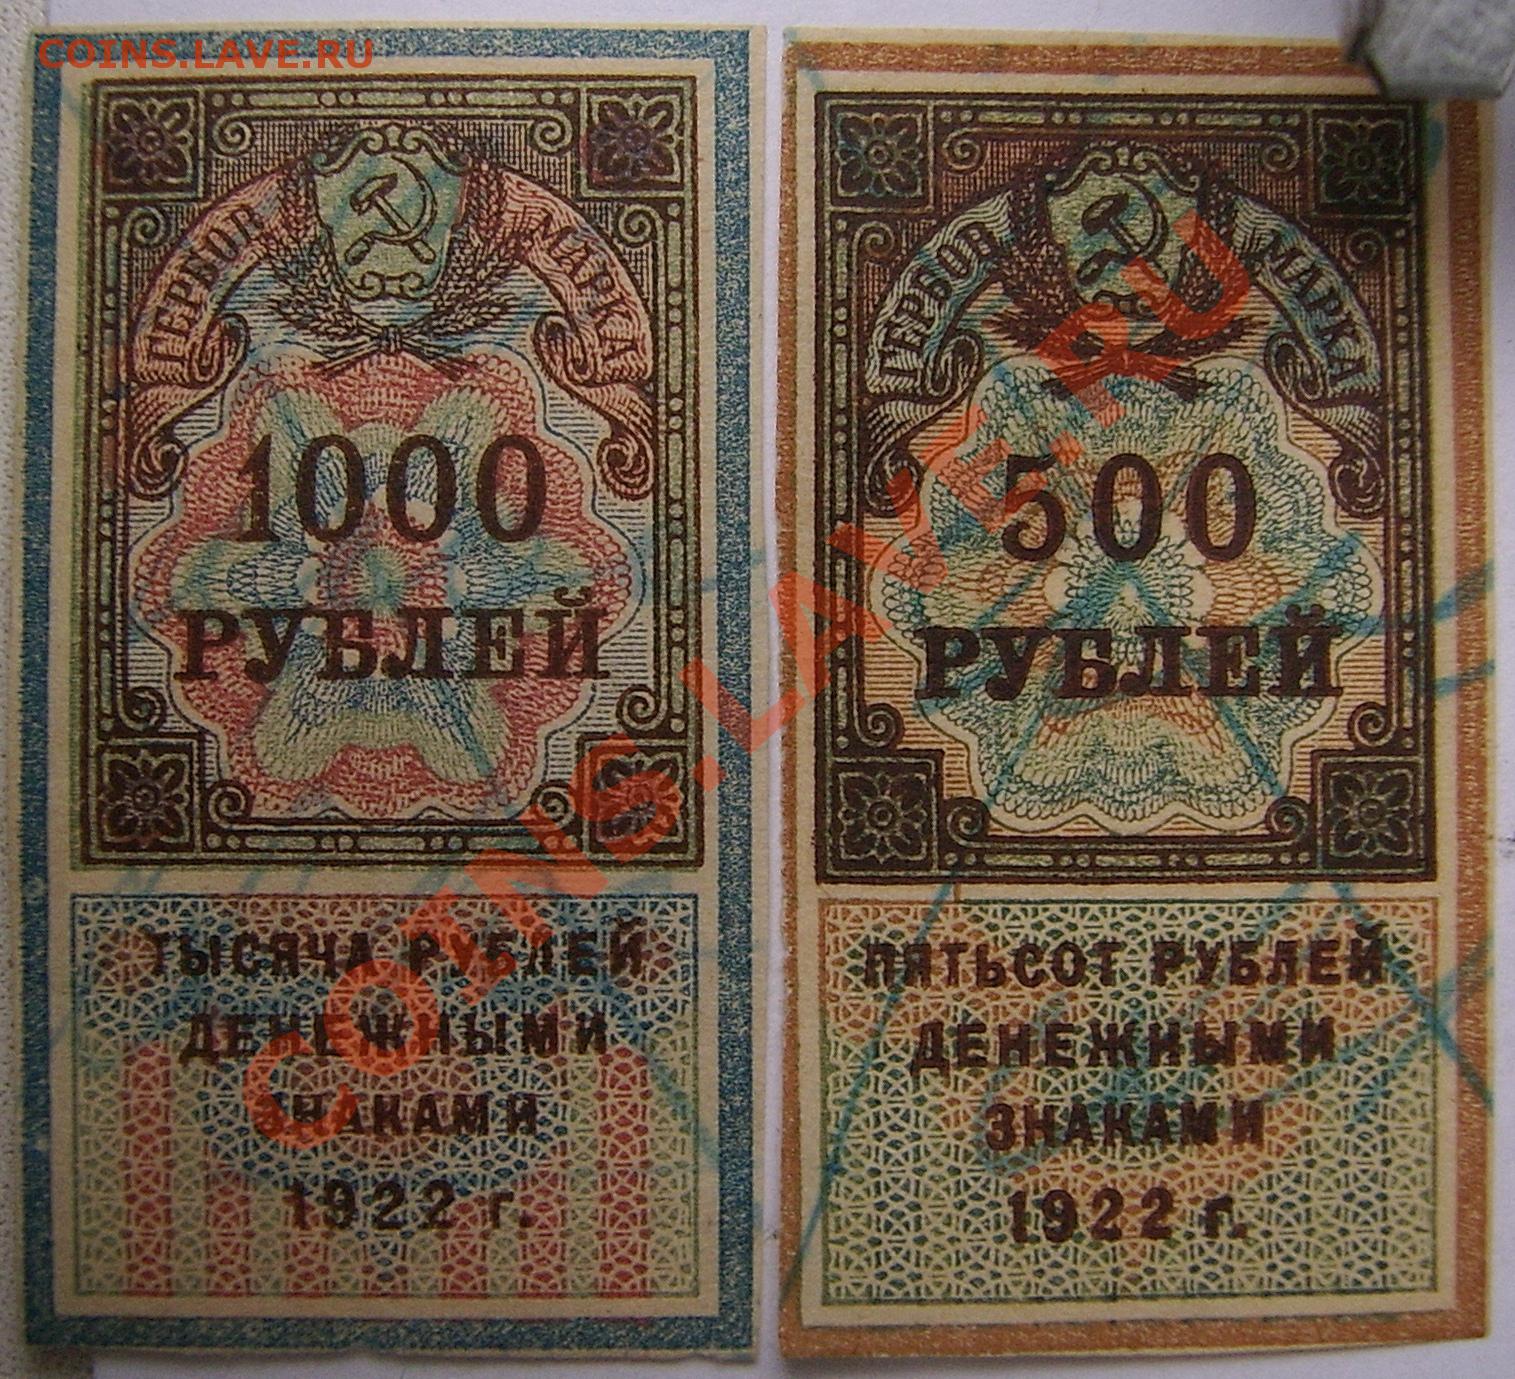 COINS.LAVE.RU
ГЕРБОВ МАРКА
1000
РУБЛЕЙ
ТЫСЯЧА РУБЛЕЙ
ДЕНЕЖНЫМИ
ЗНАКАМИ
1922 г.
ГЕРБОВ МАРКА
500
РУБЛЕЙ
ПЯТЬСОТ РУБЛЕЙ
ДЕНЕЖНЫМИ
ЗНАКАМИ
1922 г.
COINS.LAVE.RU